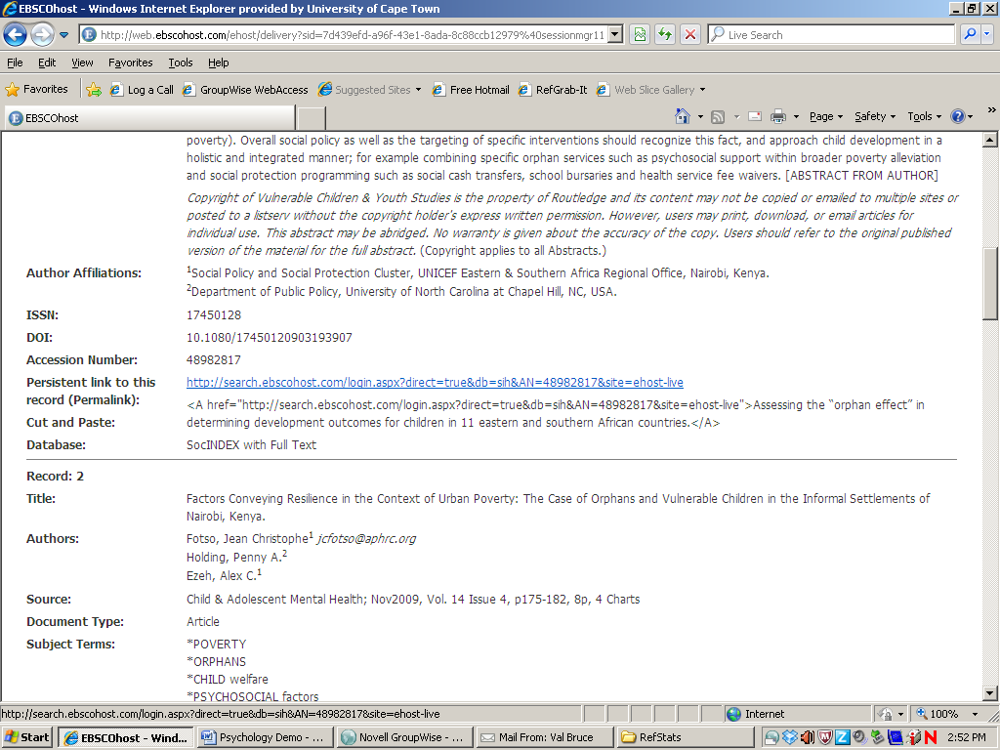 EBSCOhost - Windows Internet Explorer provided by University of Cape Town
http://web.ebscohost.com/ehost/delivery?sid=7d439efd-a96f-43e1-8ada-8c88ccb12979%40sessionmgr11
Live Search
File Edit View Favorites Tools Help
Favorites Log a Call GroupWise WebAccess Suggested Sites Free Hotmail RefGrab-It Web Slice Gallery
EBSCOhost Page Safety Tools
poverty). Overall social policy as well as the targeting of specific interventions should recognize this fact, and approach child development in a
holistic and integrated manner; for example combining specific orphan services such as psychosocial support within broader poverty alleviation
and social protection programming such as social cash transfers, school bursaries and health service fee waivers. [ABSTRACT FROM AUTHOR]
Copyright of Vulnerable Children & Youth Studies is the property of Routledge and its content may not be copied or emailed to multiple sites or
posted to a listserv without the copyright holder's express written permission. However, users may print, download, or email articles for
individual use. This abstract may be abridged. No warranty is given about the accuracy of the copy. Users should refer to the original published
version of the material for the full abstract. (Copyright applies to all Abstracts.)
Author Affiliations: 1Social Policy and Social Protection Cluster, UNICEF Eastern & Southern Africa Regional Office, Nairobi, Kenya.
2Department of Public Policy, University of North Carolina at Chapel Hill, NC, USA.
ISSN: 17450128
DOI: 10.1080/17450120903193907
Accession Number: 48982817
Persistent link to this record (Permalink): http://search.ebscohost.com/login.aspx?direct=true&db=sih&AN=48982817&site=ehost-live
Cut and Paste: <A href="http://search.ebscohost.com/login.aspx?direct=true&db=sih&AN=48982817&site=ehost-live">Assessing the “orphan effect” in
determining development outcomes for children in 11 eastern and southern African countries.</A>
Database: SocINDEX with Full Text
Record: 2
Title: Factors Conveying Resilience in the Context of Urban Poverty: The Case of Orphans and Vulnerable Children in the Informal Settlements of
Nairobi, Kenya.
Authors: Fotso, Jean Christophe1 jcfotso@aphrc.org
Holding, Penny A.2
Ezeh, Alex C.1
Source: Child & Adolescent Mental Health; Nov2009, Vol. 14 Issue 4, p175-182, 8p, 4 Charts
Document Type: Article
Subject Terms: *POVERTY
*ORPHANS
*CHILD welfare
*PSYCHOSOCIAL factors
http://search.ebscohost.com/login.aspx?direct=true&db=sih&AN=48982817&site=ehost-live Internet 100%
Start EBSCOhost - Wind... Psychology Demo - ... Novell GroupWise - ... Mail From: Val Bruce RefStats 2:52 PM